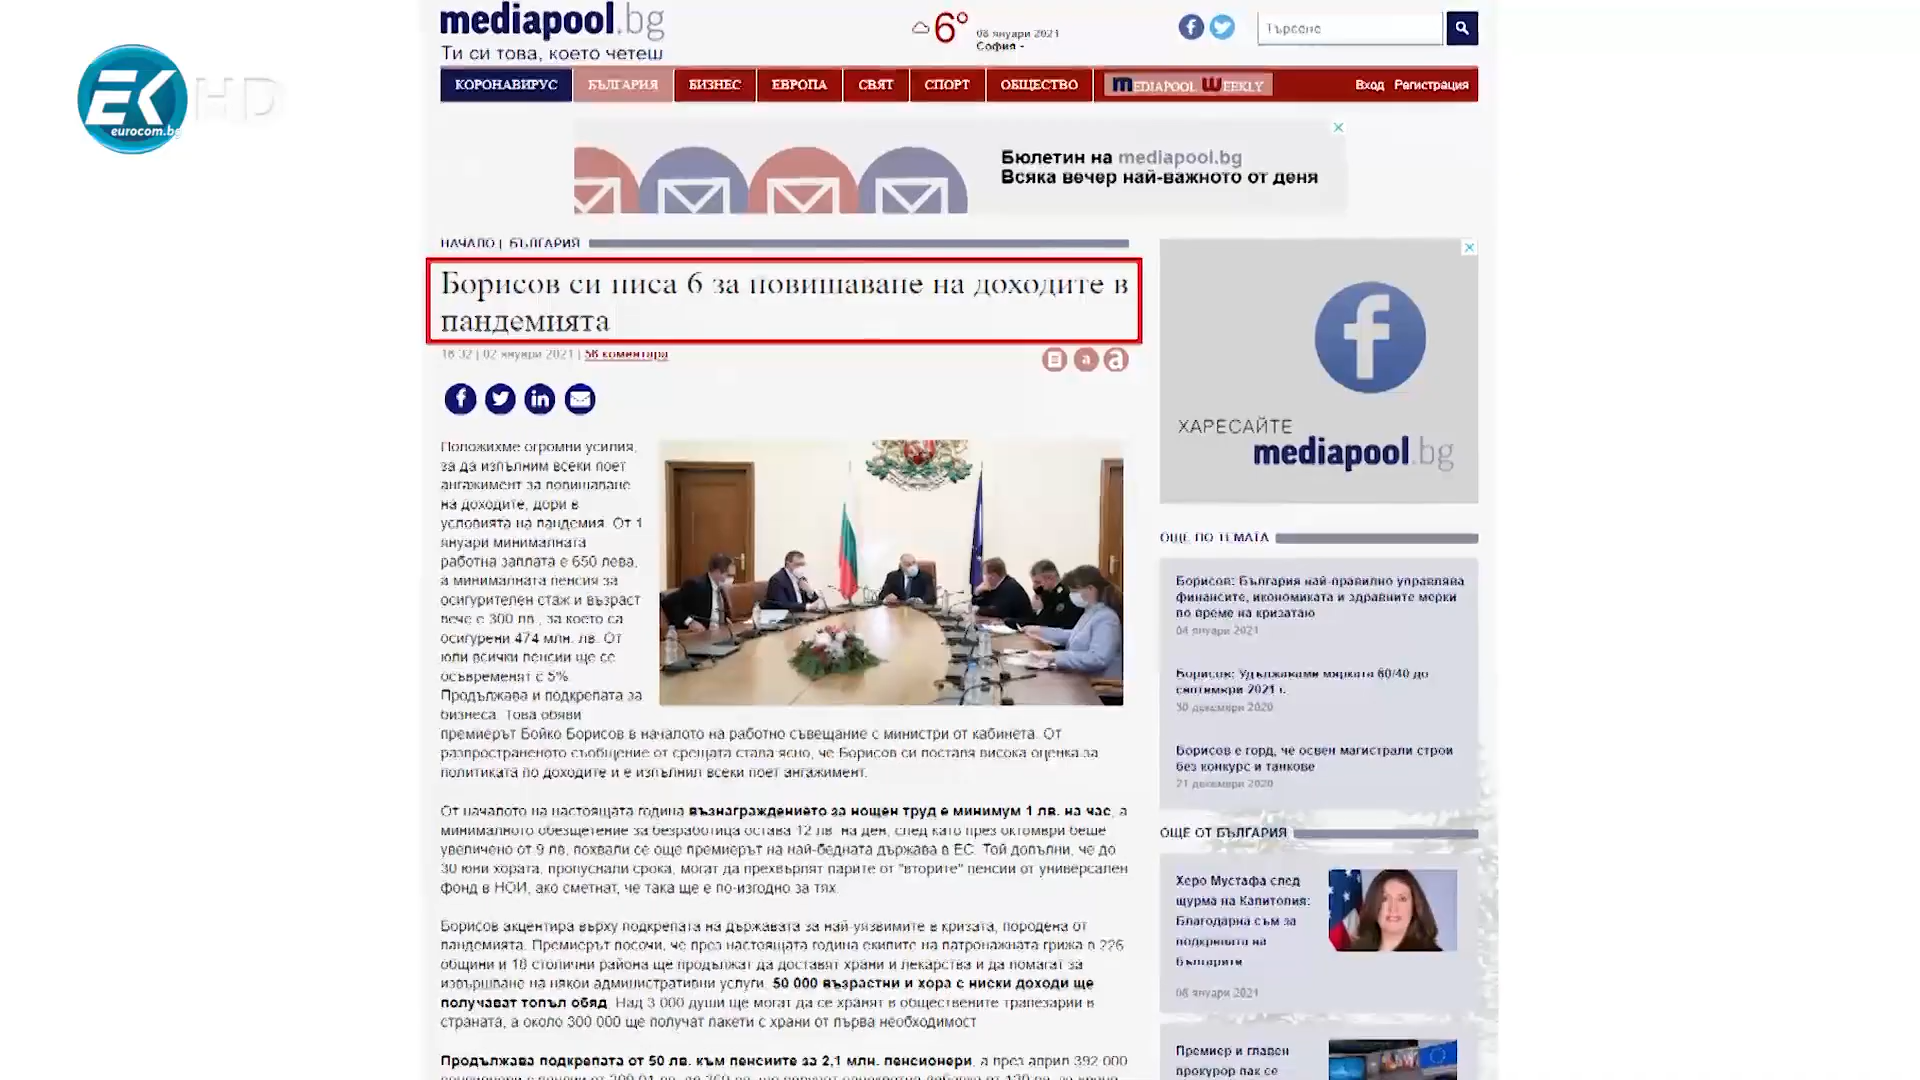 mediapool.bg
Ти си това, което четеш
6°
08 януари 2021
София
Търсене
EK HD
eurocom.bg
КОРОНАВИРУС БЪЛГАРИЯ БИЗНЕС ЕВРОПА СВЯТ СПОРТ ОБЩЕСТВО MEDIAPOOL WEEKLY Вход Регистрация
Бюлетин на mediapool.bg
Всяка вечер най-важното от деня
НАЧАЛО | БЪЛГАРИЯ
Борисов си писа 6 за повишаване на доходите в
пандемията
18:32 | 02 януари 2021 | 58 коментара
Положихме огромни усилия,
за да изпълним всеки поет
ангажимент за повишаване
на доходите, дори в
условията на пандемия. От 1
януари минималната
работна заплата е 650 лева,
а минималната пенсия за
осигурителен стаж и възраст
вече е 300 лв., за което са
осигурени 474 млн. лв. От
юли всички пенсии ще се
осъвременят с 5%.
Продължава и подкрепата за
бизнеса. Това обяви
премиерът Бойко Борисов в началото на работно съвещание с министри от кабинета. От
разпространеното съобщение от срещата става ясно, че Борисов си поставя висока оценка за
политиката по доходите и е изпълнил всеки поет ангажимент.
От началото на настоящата година възнаграждението за нощен труд е минимум 1 лв. на час, а
минималното обезщетение за безработица остава 12 лв. на ден, след като през октомври беше
увеличено от 9 лв. похвали се още премиерът на най-бедната държава в ЕС. Той допълни, че до
30 юни хората, пропуснали срока, могат да прехвърлят парите от "вторите" пенсии от универсален
фонд в НОИ, ако сметнат, че така ще е по-изгодно за тях.
Борисов акцентира върху подкрепата на държавата за най-уязвимите в кризата, породена от
пандемията. Премиерът посочи, че през настоящата година екипите на патронажната грижа в 226
общини и 18 столични района ще продължат да доставят храни и лекарства и да помагат за
извършване на някои административни услуги. 50 000 възрастни и хора с ниски доходи ще
получават топъл обяд. Над 3 000 души ще могат да се хранят в обществените трапезарии в
страната, а около 300 000 ще получат пакети с храни от първа необходимост
Продължава подкрепата от 50 лв. към пенсиите за 2,1 млн. пенсионери, а през април 392 000
ХАРЕСАЙТЕ
mediapool.bg
ОЩЕ ПО ТЕМАТА
Борисов: България най-правилно управлява
финансите, икономиката и здравните мерки
по време на кризатаю
04 януари 2021
Борисов: Удължаваме мярката 60/40 до
септември 2021 г.
30 декември 2020
Борисов е горд, че освен магистрали строи
без конкурс и танкове
21 декември 2020
ОЩЕ ОТ БЪЛГАРИЯ
Херо Мустафа след
щурма на Капитолия:
Благодарна съм за
подкрепата на
българите
08 януари 2021
Премиер и главен
прокурор пак се